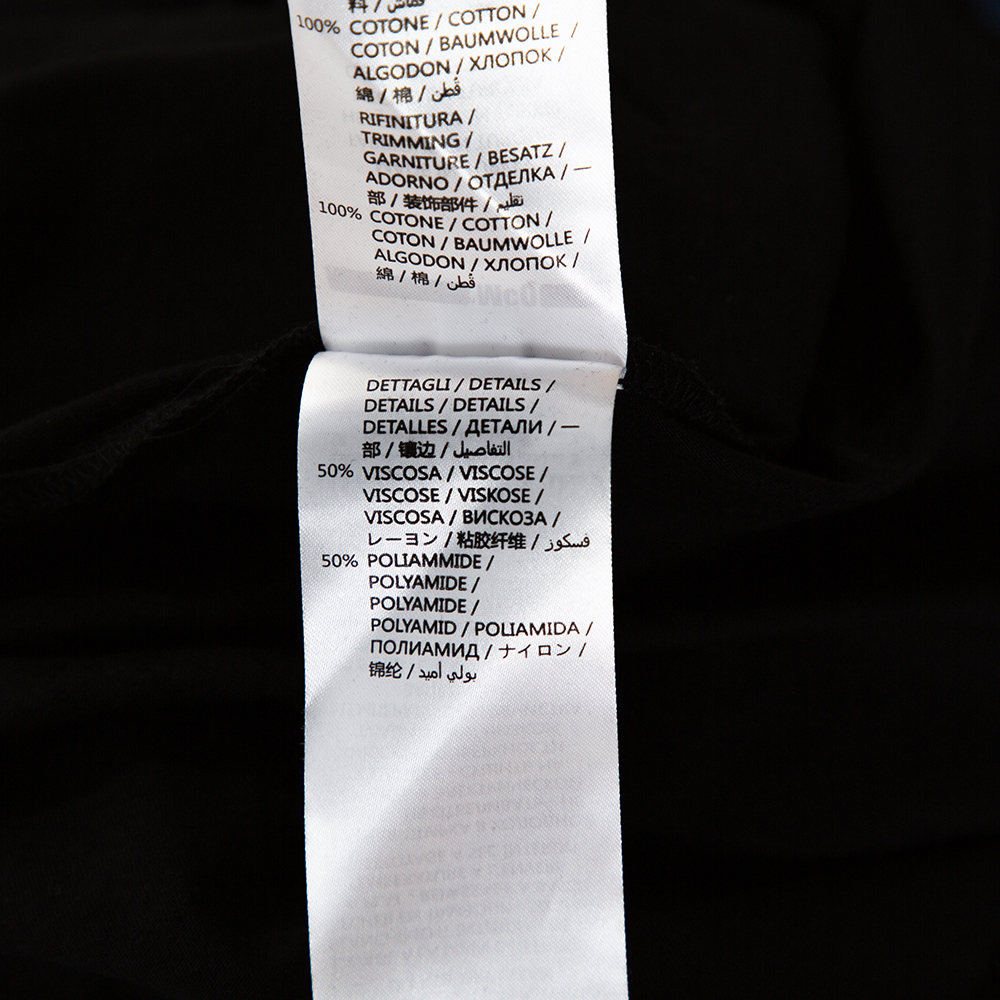 料 / قماش /
100% COTONE / COTTON /
COTON / BAUMWOLLE /
ALGODON / ХЛОПОК /
綿 / 棉 / قُطن
RIFINITURA /
TRIMMING /
GARNITURE / BESATZ /
ADORNO / ОТДЕЛКА / 一
部 / 装饰部件 / تقليم
100% COTONE / COTTON /
COTON / BAUMWOLLE /
ALGODON / ХЛОПОК /
綿 / 棉 / قُطن
McQ
DETTAGLI / DETAILS /
DETAILS / DETAILS /
DETALLES / ДЕТАЛИ / 一
部 / 镶边 / التفاصيل
50% VISCOSA / VISCOSE /
VISCOSE / VISKOSE /
VISCOSA / ВИСКОЗА /
レーヨン / 粘胶纤维 / فسكوز
50% POLIAMMIDE /
POLYAMIDE /
POLYAMIDE /
POLYAMID / POLIAMIDA /
ПОЛИАМИД / ナイロン /
锦纶 / بولي أميد